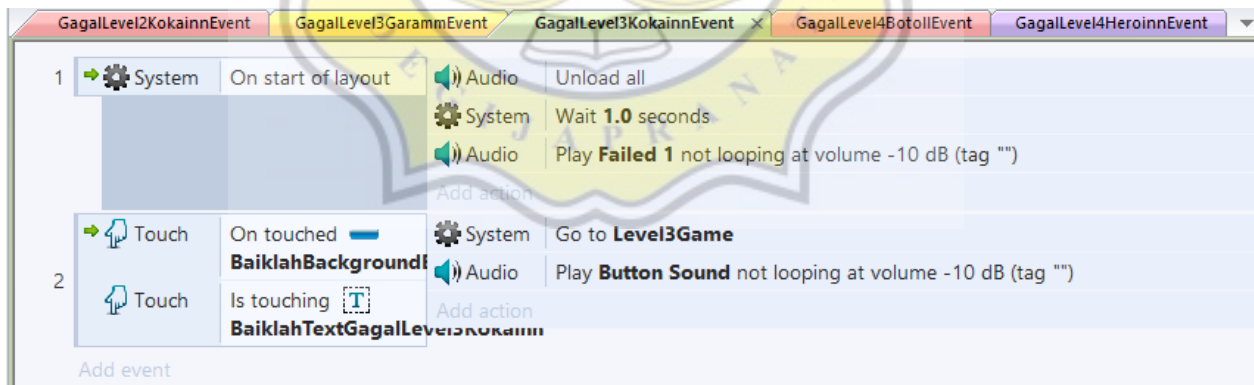 GagalLevel2KokainnEvent GagalLevel3GarammEvent GagalLevel3KokainnEvent × GagalLevel4BotollEvent GagalLevel4HeroinnEvent
1 System On start of layout Audio Unload all
System Wait 1.0 seconds
Audio Play Failed 1 not looping at volume -10 dB (tag "")
Add action
2 Touch On touched System Go to Level3Game
BaiklahBackground Audio Play Button Sound not looping at volume -10 dB (tag "")
Touch Is touching T Add action
BaiklahTextGagalLevel3Kokainn
Add event
GIJAPRANA